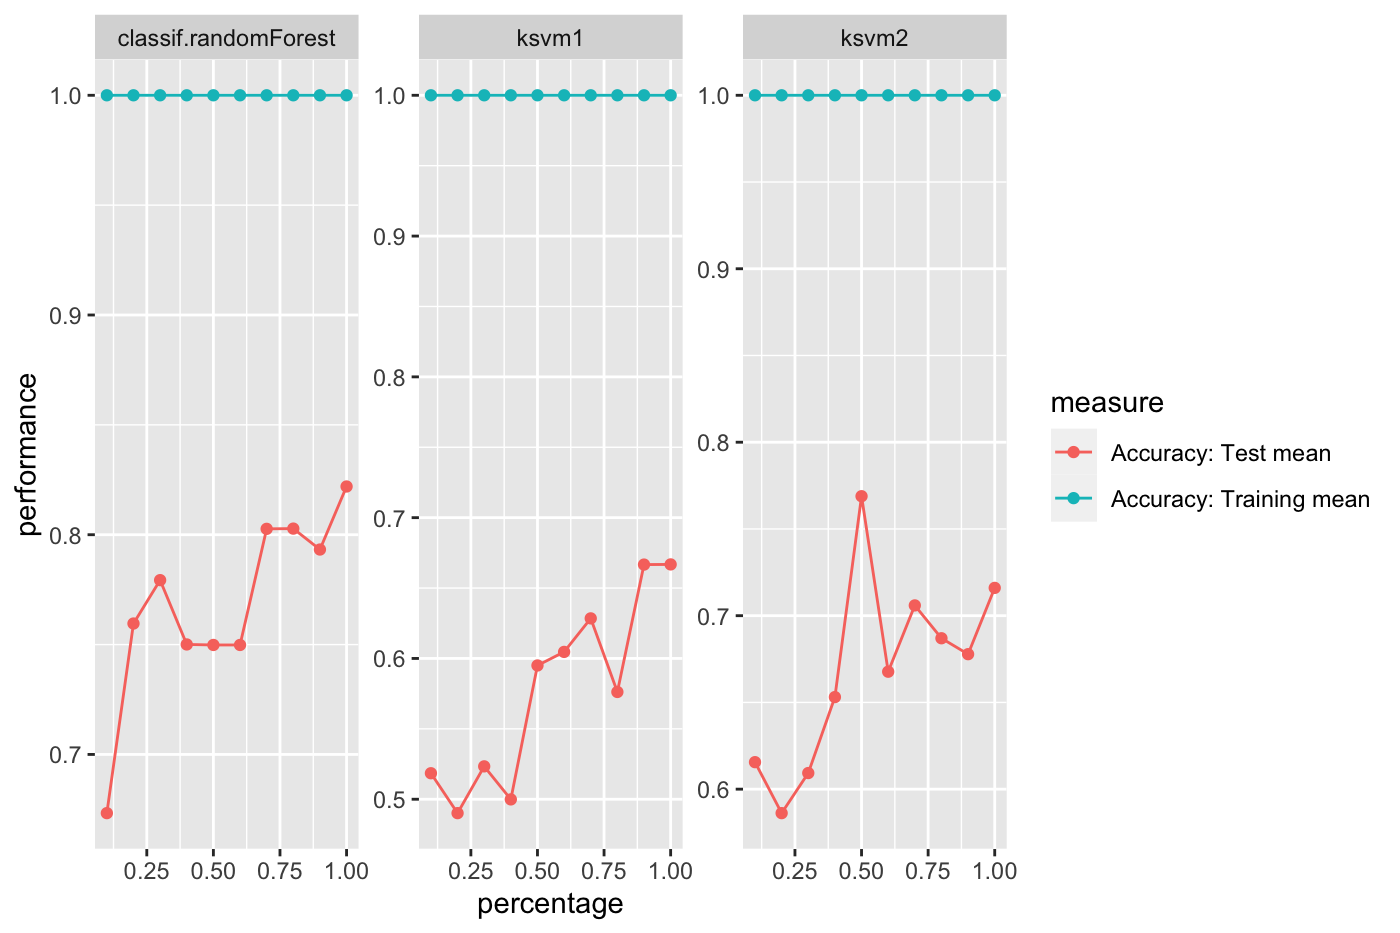 classif.randomForest
ksvm1
ksvm2
performance
1.0
0.9
0.8
0.7
1.0
0.9
0.8
0.7
0.6
0.5
1.0
0.9
0.8
0.7
0.6
0.25 0.50 0.75 1.00
0.25 0.50 0.75 1.00
0.25 0.50 0.75 1.00
percentage
measure
Accuracy: Test mean
Accuracy: Training mean